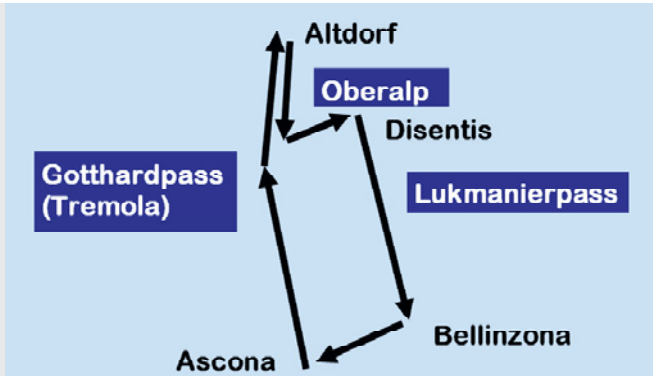 Altdorf
Oberalp
Disentis
Gotthardpass
(Tremola)
Lukmanierpass
Bellinzona
Ascona